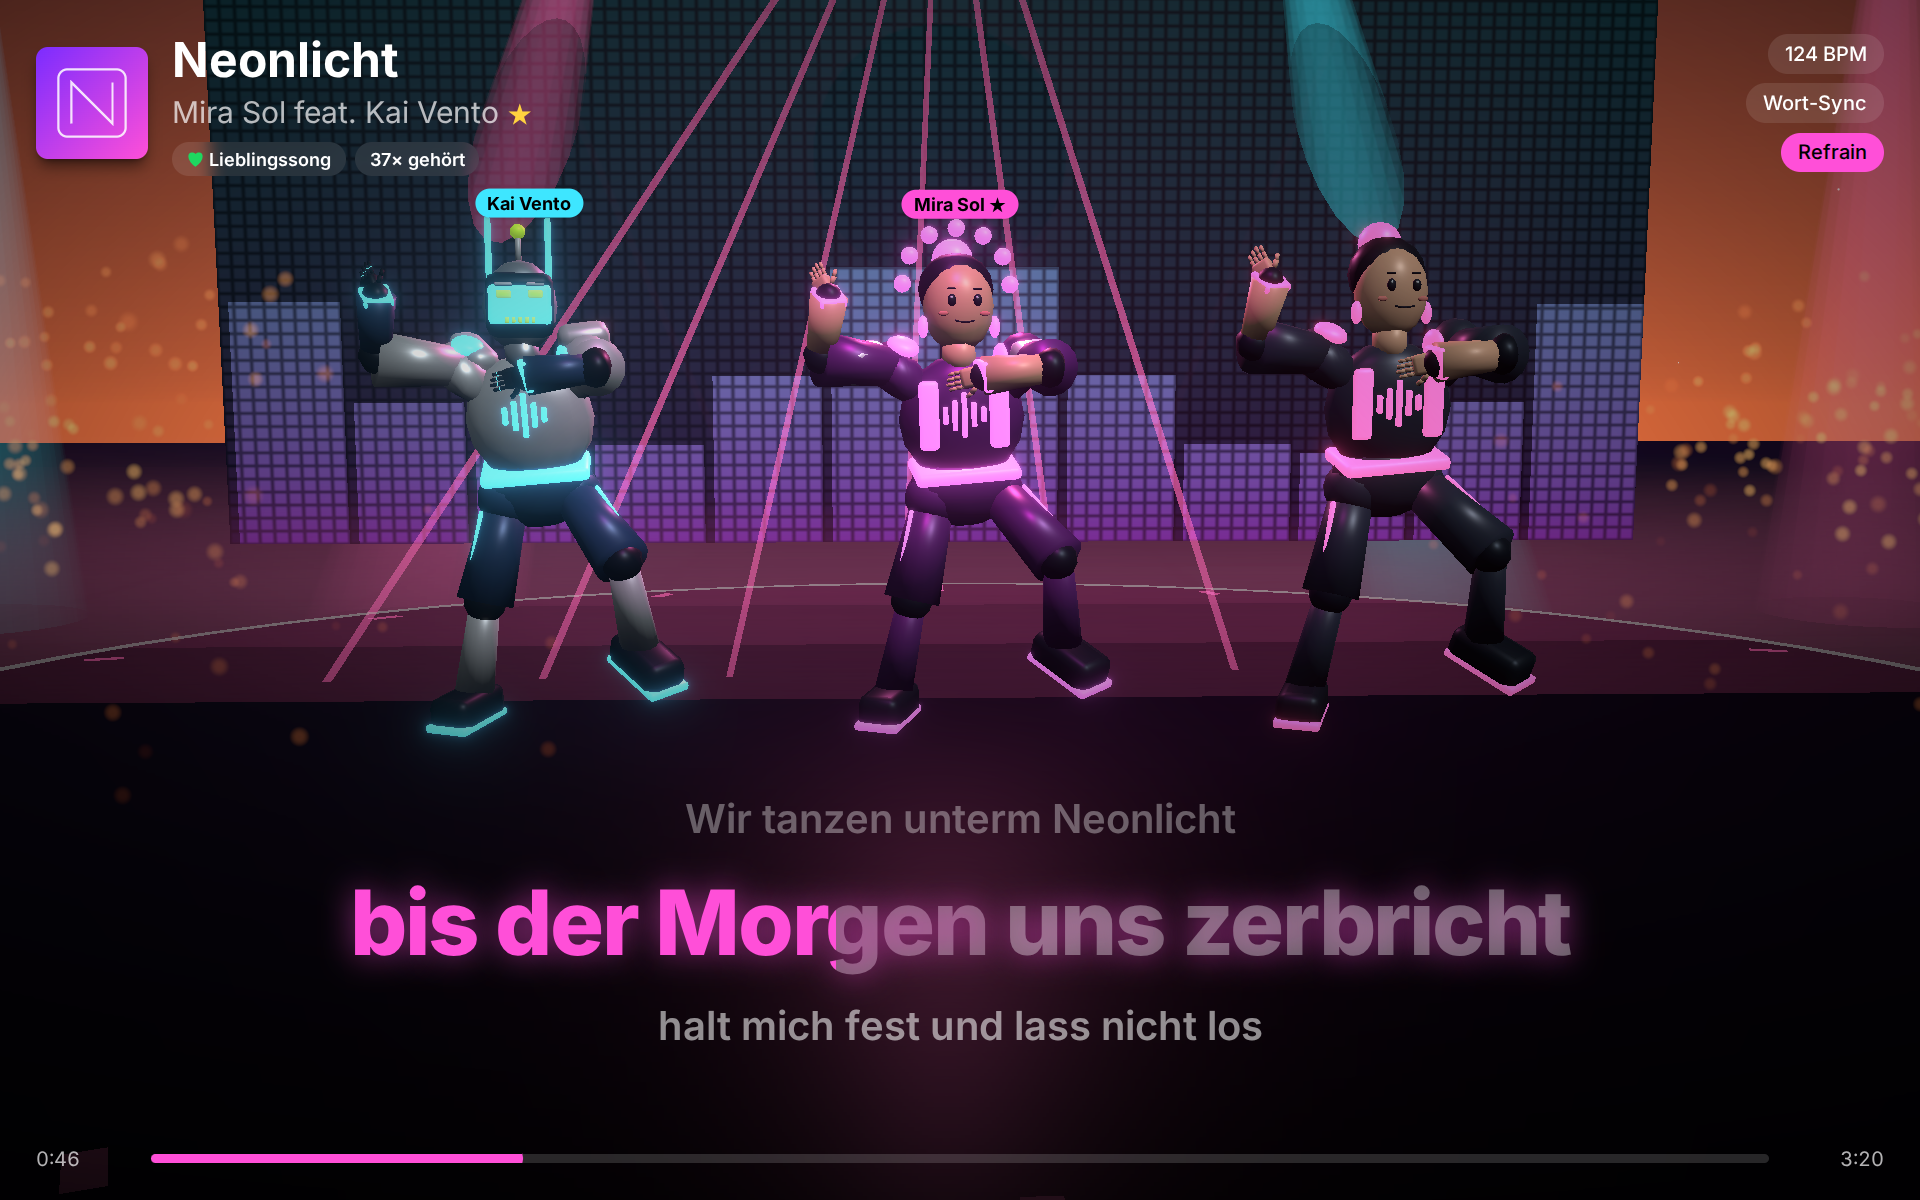 Neonlicht
Mira Sol feat. Kai Vento ★
Lieblingssong
37× gehört
124 BPM
Wort-Sync
Refrain
Kai Vento
Mira Sol ★
Wir tanzen unterm Neonlicht
bis der Morgen uns zerbricht
halt mich fest und lass nicht los
0:46
3:20